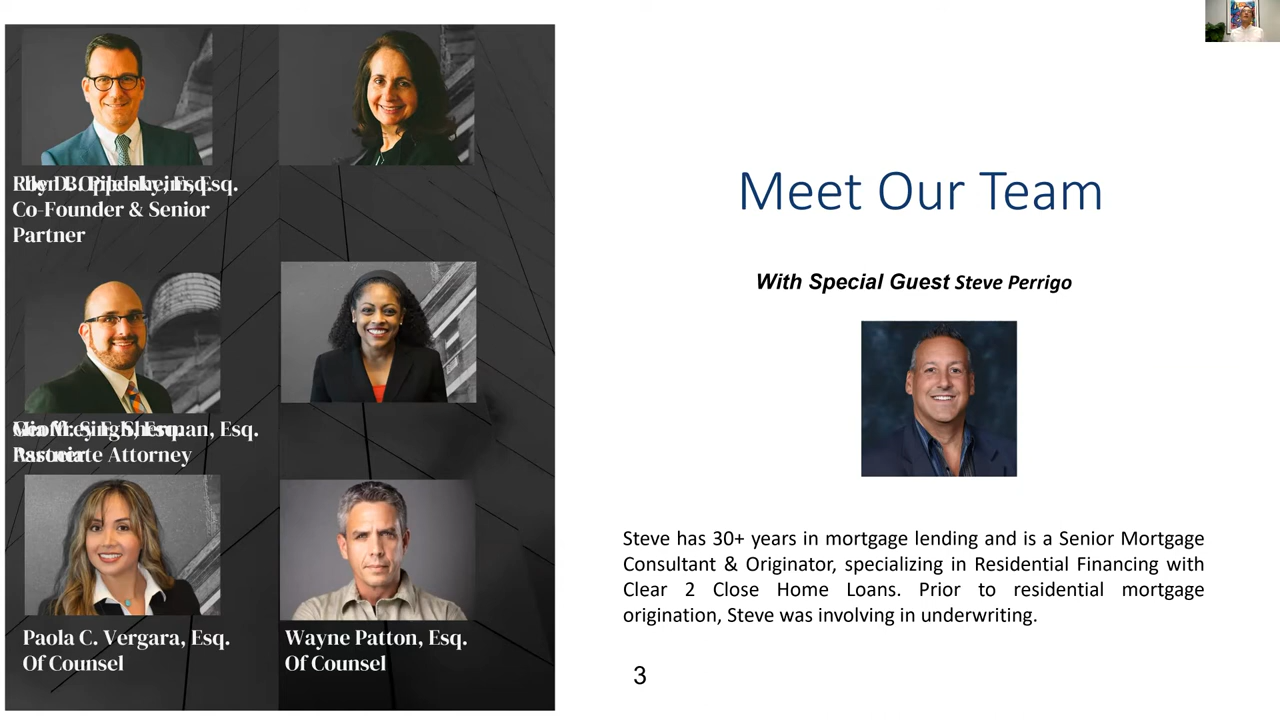 Co-Founder & Senior
Partner
Paola C. Vergara, Esq.
Of Counsel
Wayne Patton, Esq.
Of Counsel
Meet Our Team
With Special Guest Steve Perrigo
Steve has 30+ years in mortgage lending and is a Senior Mortgage
Consultant & Originator, specializing in Residential Financing with
Clear 2 Close Home Loans. Prior to residential mortgage
origination, Steve was involving in underwriting.
3